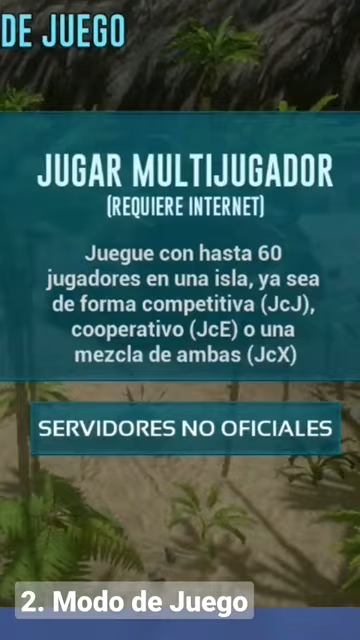 DE JUEGO
JUGAR MULTIJUGADOR
(REQUIERE INTERNET)
Juegue con hasta 60
jugadores en una isla, ya sea
de forma competitiva (JcJ),
cooperativo (JcE) o una
mezcla de ambas (JcX)
SERVIDORES NO OFICIALES
2. Modo de Juego